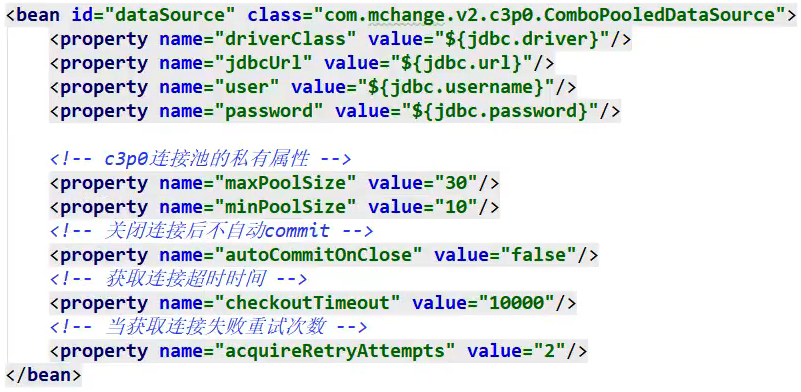 <bean id="dataSource" class="com.mchange.v2.c3p0.ComboPooledDataSource">
<property name="driverClass" value="${jdbc.driver}"/>
<property name="jdbcUrl" value="${jdbc.url}"/>
<property name="user" value="${jdbc.username}"/>
<property name="password" value="${jdbc.password}"/>
<!-- c3p0连接池的私有属性 -->
<property name="maxPoolSize" value="30"/>
<property name="minPoolSize" value="10"/>
<!-- 关闭连接后不自动commit -->
<property name="autoCommitOnClose" value="false"/>
<!-- 获取连接超时时间 -->
<property name="checkoutTimeout" value="10000"/>
<!-- 当获取连接失败重试次数 -->
<property name="acquireRetryAttempts" value="2"/>
</bean>